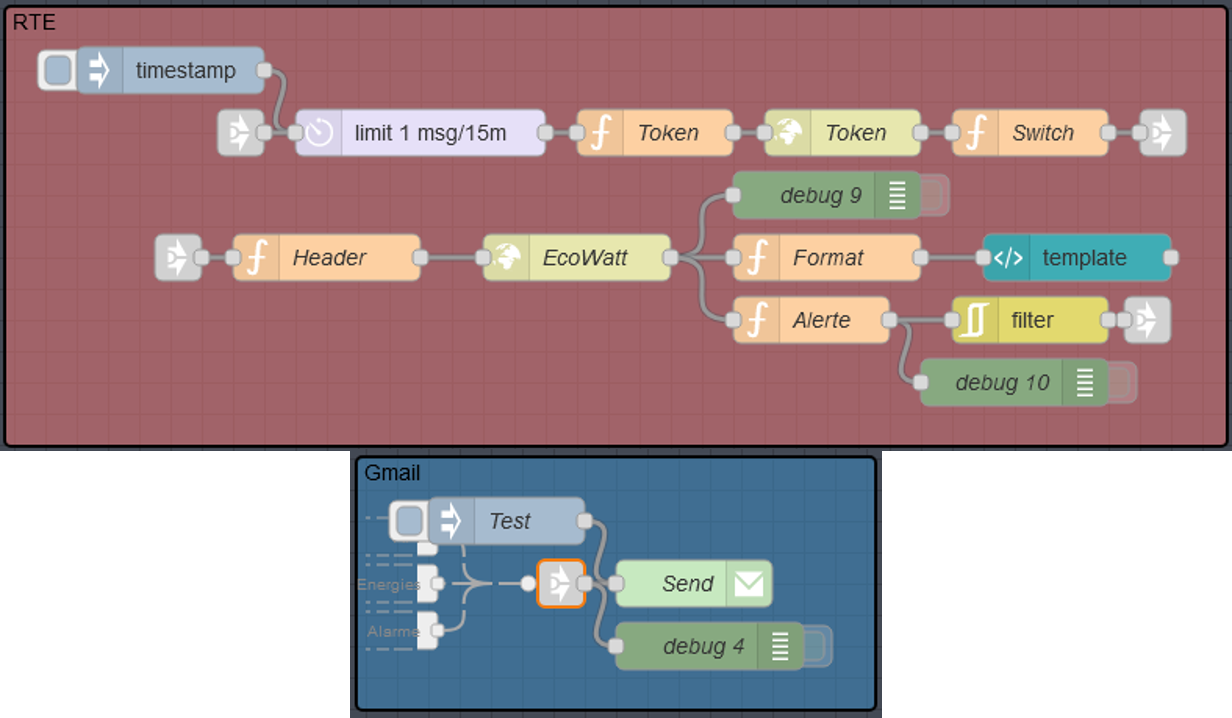 RTE
timestamp
limit 1 msg/15m
Token
Token
Switch
debug 9
Header
EcoWatt
Format
template
Alerte
filter
debug 10
Gmail
Test
Energies
Send
Alarme
debug 4